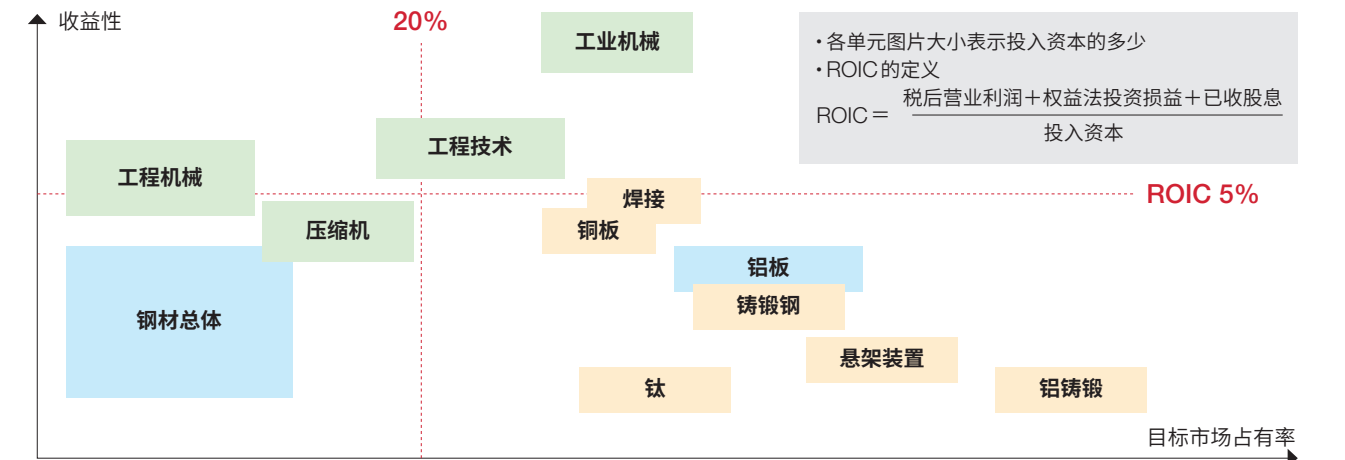 收益性
20%
工业机械
・各单元图片大小表示投入资本的多少
・ROIC的定义
ROIC＝
税后营业利润＋权益法投资损益＋已收股息
投入资本
工程技术
工程机械
ROIC 5%
焊接
压缩机
铜板
铝板
铸锻钢
钢材总体
悬架装置
钛
铝铸锻
目标市场占有率